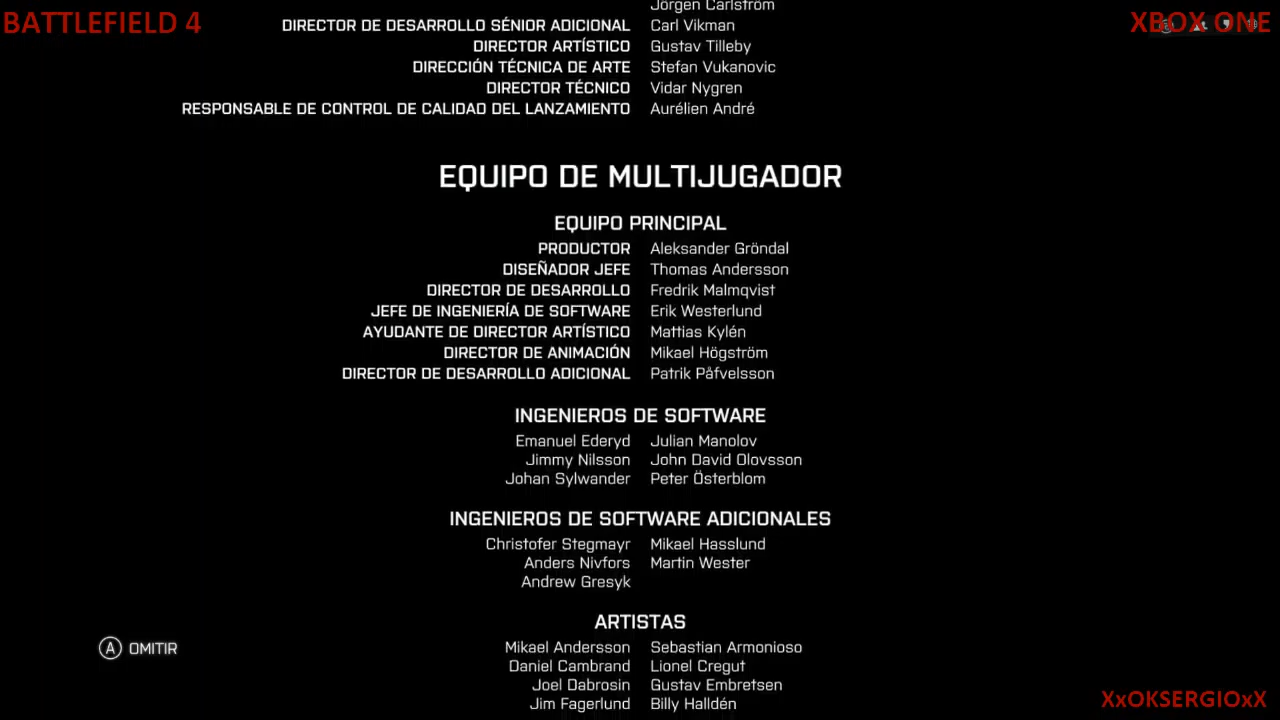 Jörgen Carlström
BATTLEFIELD 4
XBOX ONE
DIRECTOR DE DESARROLLO SÉNIOR ADICIONAL Carl Vikman
DIRECTOR ARTÍSTICO Gustav Tilleby
DIRECCIÓN TÉCNICA DE ARTE Stefan Vukanovic
DIRECTOR TÉCNICO Vidar Nygren
RESPONSABLE DE CONTROL DE CALIDAD DEL LANZAMIENTO Aurélien André
EQUIPO DE MULTIJUGADOR
EQUIPO PRINCIPAL
PRODUCTOR Aleksander Gröndal
DISEÑADOR JEFE Thomas Andersson
DIRECTOR DE DESARROLLO Fredrik Malmqvist
JEFE DE INGENIERÍA DE SOFTWARE Erik Westerlund
AYUDANTE DE DIRECTOR ARTÍSTICO Mattias Kylén
DIRECTOR DE ANIMACIÓN Mikael Högström
DIRECTOR DE DESARROLLO ADICIONAL Patrik Påfvelsson
INGENIEROS DE SOFTWARE
Emanuel Ederyd Julian Manolov
Jimmy Nilsson John David Olovsson
Johan Sylwander Peter Österblom
INGENIEROS DE SOFTWARE ADICIONALES
Christofer Stegmayr Mikael Hasslund
Anders Nivfors Martin Wester
Andrew Gresyk
ARTISTAS
Mikael Andersson Sebastian Armonioso
Daniel Cambrand Lionel Cregut
Joel Dabrosin Gustav Embretsen
Jim Fagerlund Billy Halldén
A OMITIR
XxOKSERGIOxX